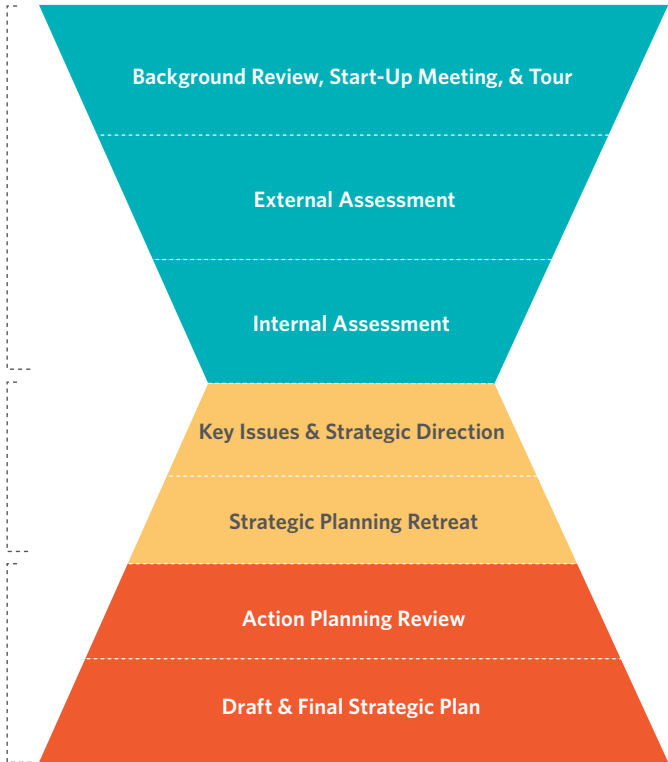 Background Review, Start-Up Meeting, & Tour
External Assessment
Internal Assessment
Key Issues & Strategic Direction
Strategic Planning Retreat
Action Planning Review
Draft & Final Strategic Plan